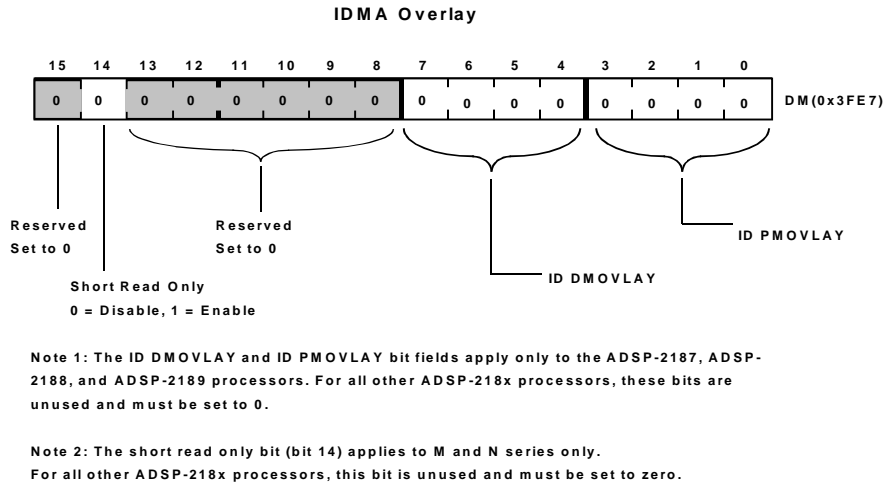 IDMA Overlay
15 14 13 12 11 10 9 8 7 6 5 4 3 2 1 0
0 0 0 0 0 0 0 0 0 0 0 0 0 0 0 0 DM(0x3FE7)
Reserved
Set to 0
Reserved
Set to 0
ID PMOVLAY
ID DMOVLAY
Short Read Only
0 = Disable, 1 = Enable
Note 1: The ID DMOVLAY and ID PMOVLAY bit fields apply only to the ADSP-2187, ADSP-
2188, and ADSP-2189 processors. For all other ADSP-218x processors, these bits are
unused and must be set to 0.
Note 2: The short read only bit (bit 14) applies to M and N series only.
For all other ADSP-218x processors, this bit is unused and must be set to zero.